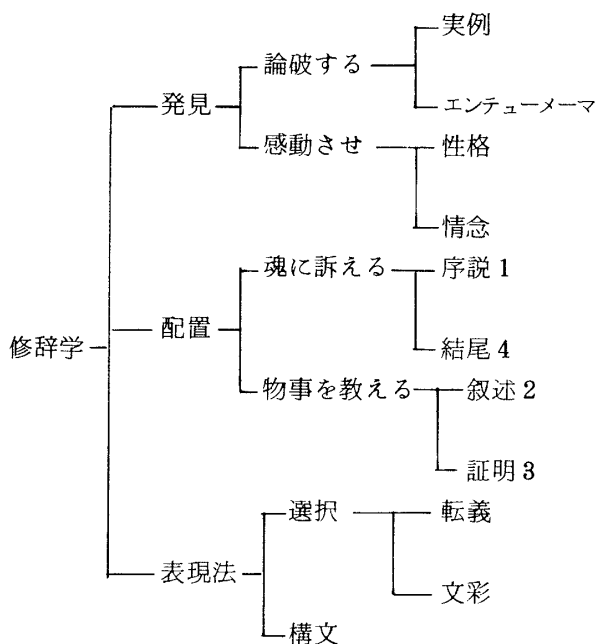 実例
論破する
発見
エンテューメーマ
感動させ
性格
情念
魂に訴える
序説1
配置
修辞学
結尾4
物事を教える
叙述2
証明3
選択
転義
表現法
文彩
構文